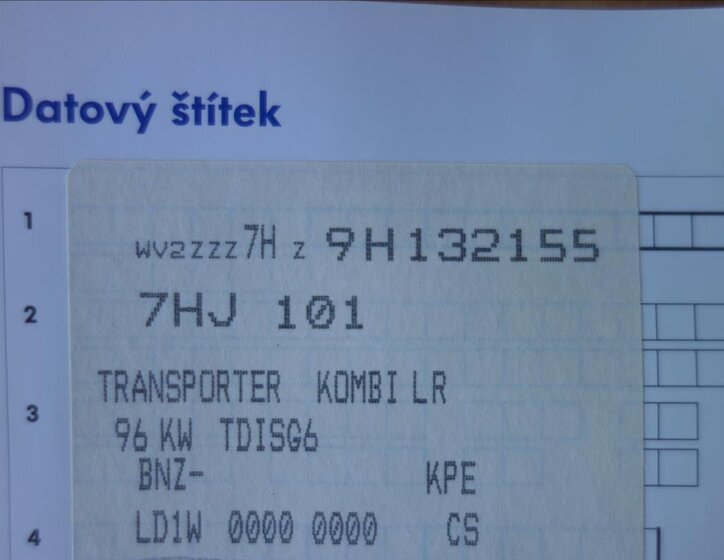 Datový štítek
1
WV2ZZZ7H Z 9H132155
2
7HJ 101
TRANSPORTER KOMBI LR
3
96 KW TDISG6
BNZ- KPE
4
LD1W 0000 0000 CS